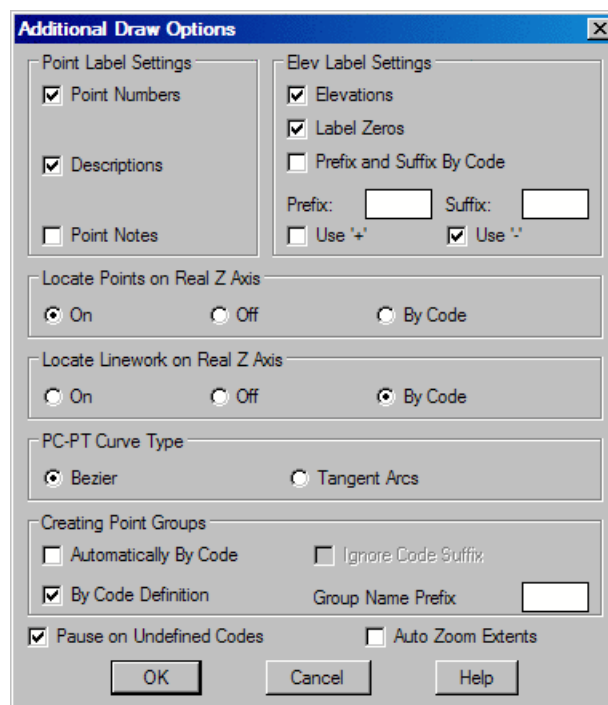 Additional Draw Options
Point Label Settings
Point Numbers
Descriptions
Point Notes
Elev Label Settings
Elevations
Label Zeros
Prefix and Suffix By Code
Prefix: Suffix:
Use '+' Use '-'
Locate Points on Real Z Axis
On Off By Code
Locate Linework on Real Z Axis
On Off By Code
PC-PT Curve Type
Bezier Tangent Arcs
Creating Point Groups
Automatically By Code Ignore Code Suffix
By Code Definition Group Name Prefix
Pause on Undefined Codes Auto Zoom Extents
OK Cancel Help